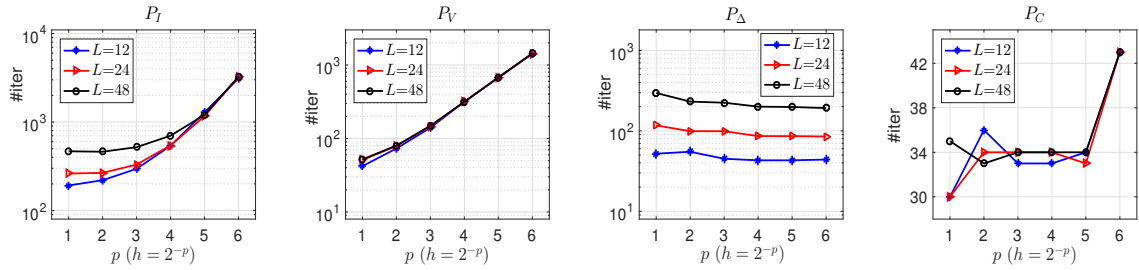 P_I
#iter
10^4
10^3
10^2
L=12
L=24
L=48
1 2 3 4 5 6
p (h = 2^{-p})
P_V
#iter
10^3
10^2
10^1
L=12
L=24
L=48
1 2 3 4 5 6
p (h = 2^{-p})
P_Δ
#iter
10^3
10^2
10^1
L=12
L=24
L=48
1 2 3 4 5 6
p (h = 2^{-p})
P_C
#iter
42
38
34
30
L=12
L=24
L=48
1 2 3 4 5 6
p (h = 2^{-p})